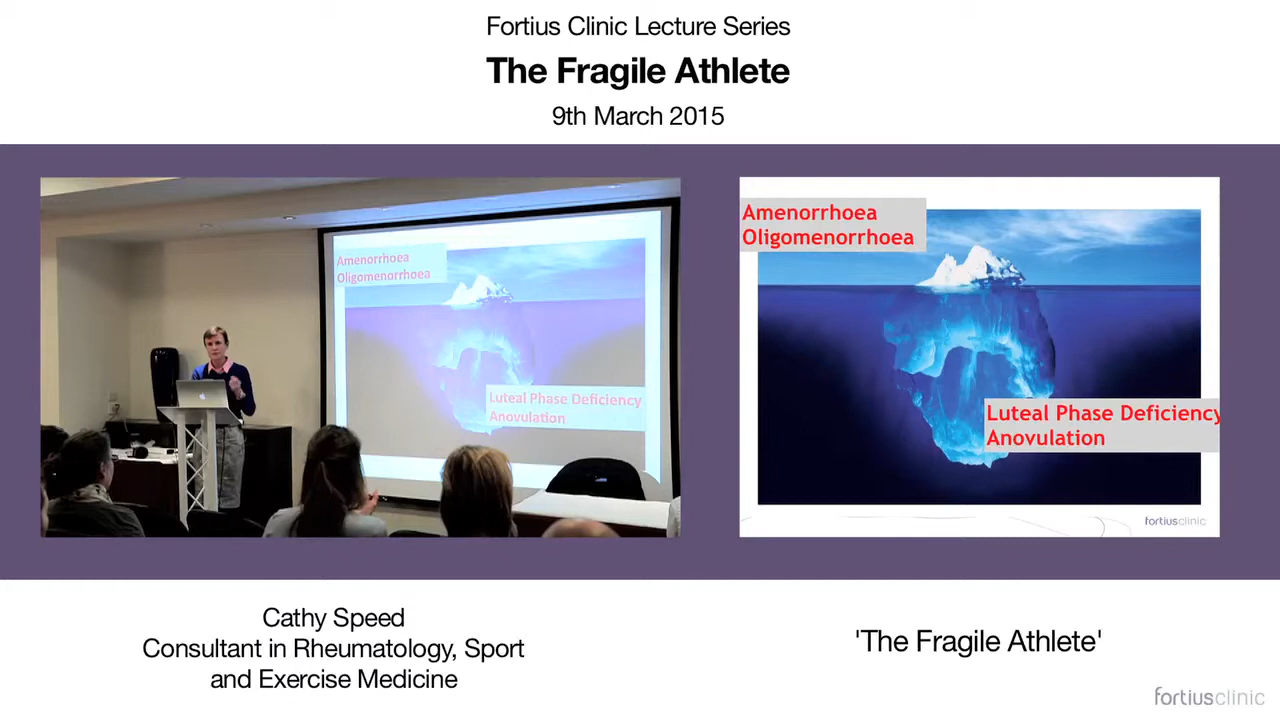 Fortius Clinic Lecture Series
The Fragile Athlete
9th March 2015
Amenorrhoea
Oligomenorrhoea
Luteal Phase Deficiency
Anovulation
Amenorrhoea
Oligomenorrhoea
Luteal Phase Deficiency
Anovulation
fortiusclinic
Cathy Speed
Consultant in Rheumatology, Sport
and Exercise Medicine
'The Fragile Athlete'
fortiusclinic